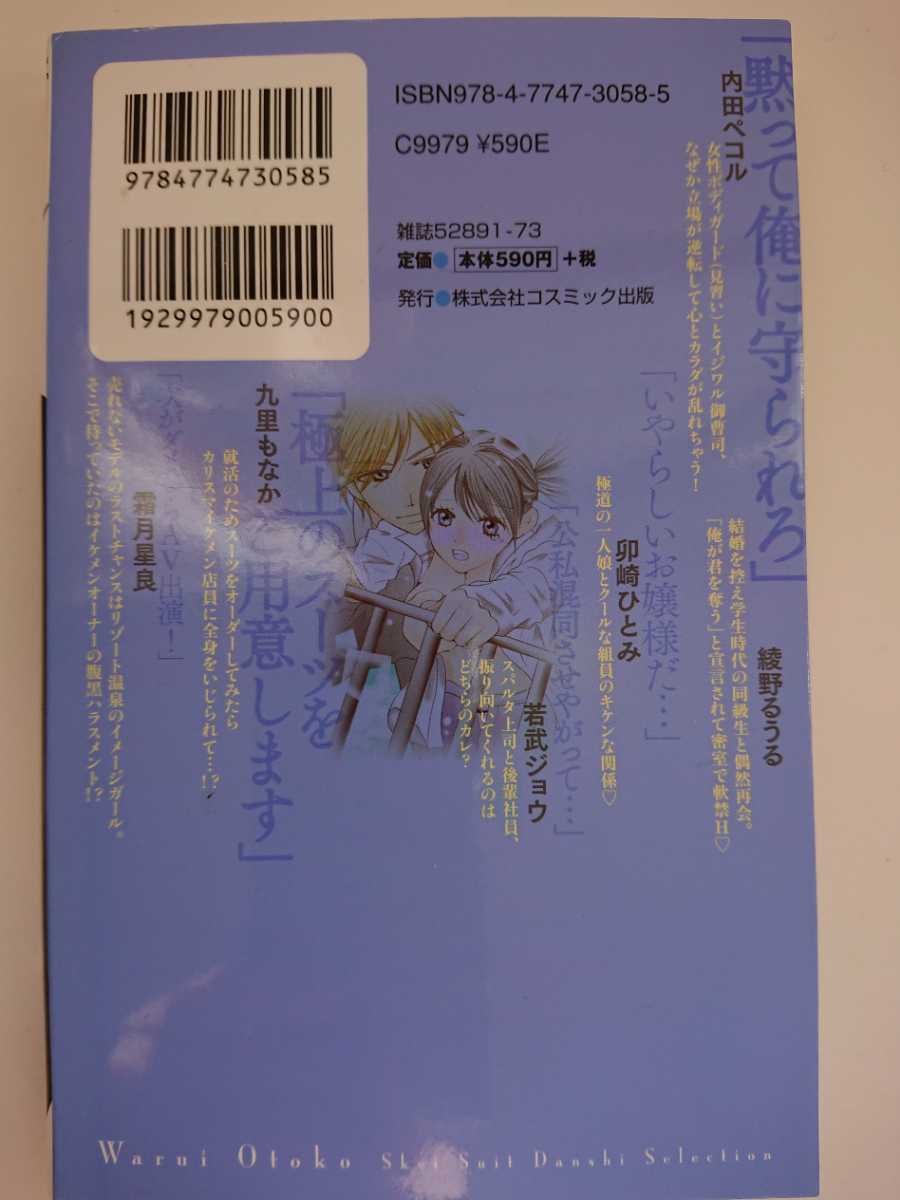 ISBN978-4-7747-3058-5
C9979 ¥590E
9784774730585
1929979005900
雑誌52891-73
定価●本体590円+税
発行●株式会社コスミック出版
「黙って俺に守られろ」
内田ペコル
女性ボディガード(見習い)とイジワル御曹司、
なぜか立場が逆転して心とカラダが乱れちゃう!
綾野るうる
結婚を控え学生時代の同級生と偶然再会。
「俺が君を奪う」と宣言されて密室で軟禁H♡
「いやらしいお嬢様だ…」
卯崎ひとみ
極道の一人娘とクールな組員のキケンな関係♡
「公私混同させやがって…」
若武ジョウ
スパルタ上司と後輩社員、
振り向いてくれるのは
どちらのカレ?
「極上のスーツを
ご用意します」
九里もなか
就活のためスーツをオーダーしてみたら
カリスマイケメン店員に全身をいじられて…!?
AV出演!」
霜月星良
売れないモデルのラストチャンスはリゾート温泉のイメージガール。
そこで待っていたのはイケメンオーナーの腹黒ハラスメント!?
Warui Otoko Skei Suit Danshi Selection